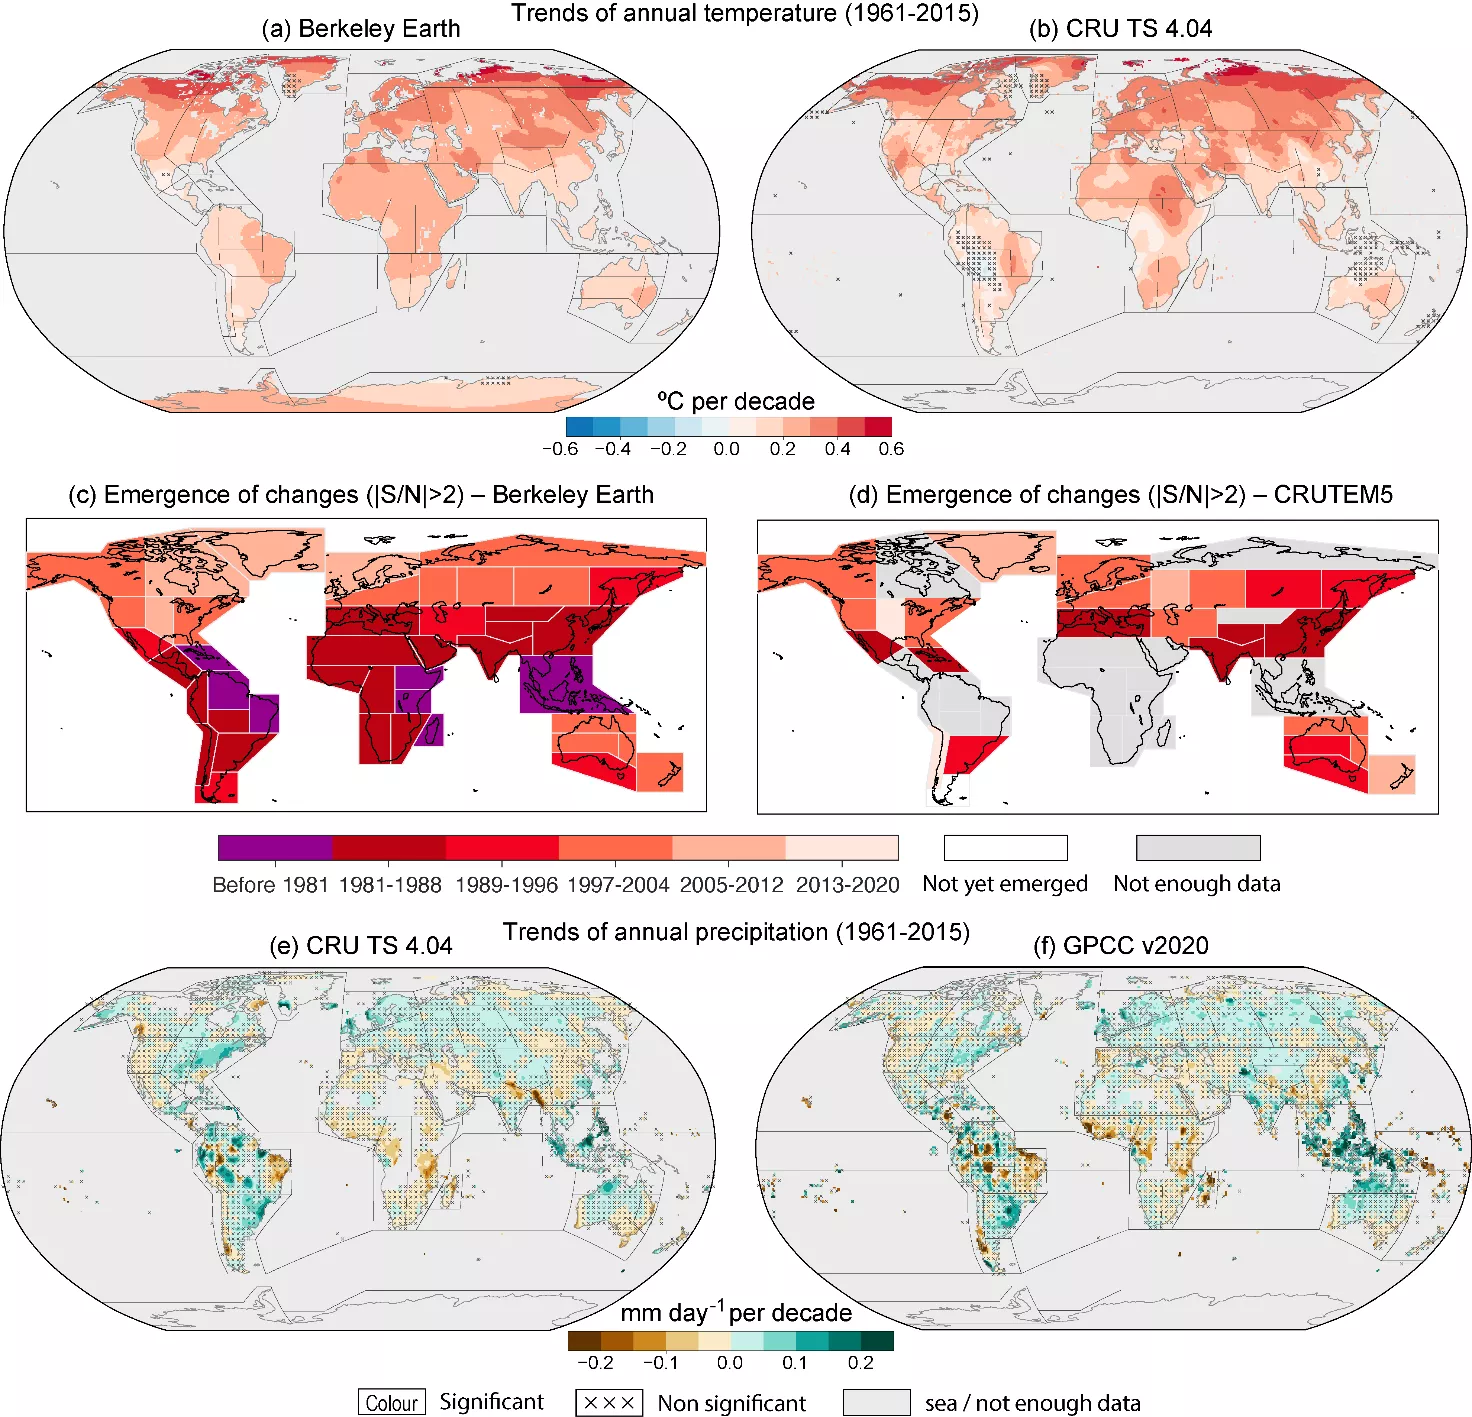 Trends of annual temperature (1961-2015)
(a) Berkeley Earth
(b) CRU TS 4.04
ºC per decade
−0.6 −0.4 −0.2 0.0 0.2 0.4 0.6
(c) Emergence of changes (|S/N|>2) – Berkeley Earth
(d) Emergence of changes (|S/N|>2) – CRUTEM5
Before 1981 1981-1988 1989-1996 1997-2004 2005-2012 2013-2020
Not yet emerged
Not enough data
Trends of annual precipitation (1961-2015)
(e) CRU TS 4.04
(f) GPCC v2020
mm day-1 per decade
−0.2 −0.1 0.0 0.1 0.2
Colour
Significant
×××
Non significant
sea / not enough data